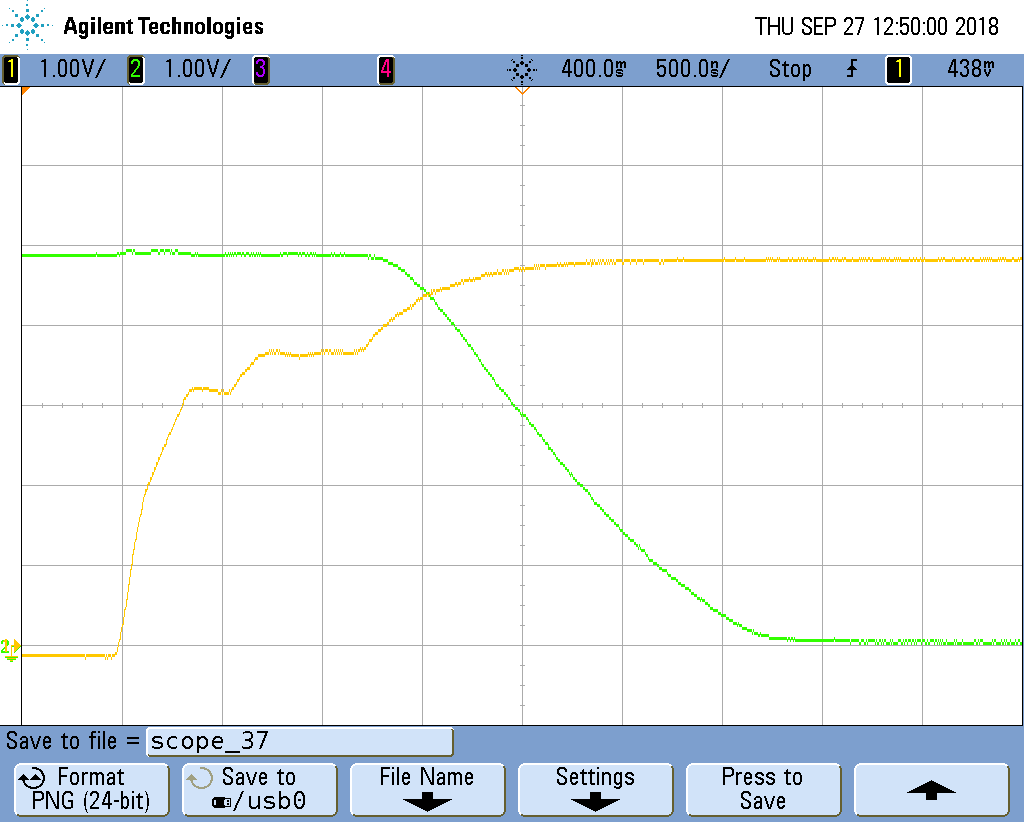 Agilent Technologies THU SEP 27 12:50:00 2018
1 1.00V/ 2 1.00V/ 3 4 400.0ms 500.0ms/ Stop 1 438mV
2
Save to file = scope_37
Format Save to File Name Settings Press to
PNG (24-bit) /usb0 Save